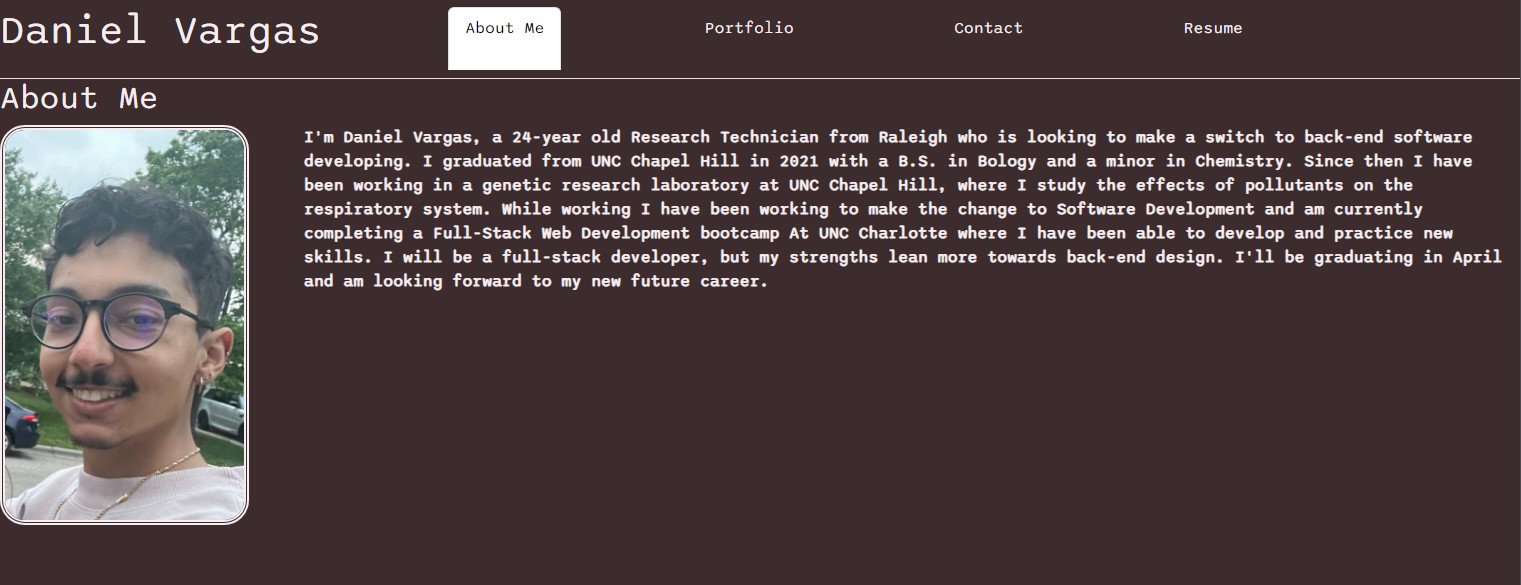 Daniel Vargas
About Me
Portfolio
Contact
Resume
About Me
I'm Daniel Vargas, a 24-year old Research Technician from Raleigh who is looking to make a switch to back-end software
developing. I graduated from UNC Chapel Hill in 2021 with a B.S. in Bology and a minor in Chemistry. Since then I have
been working in a genetic research laboratory at UNC Chapel Hill, where I study the effects of pollutants on the
respiratory system. While working I have been working to make the change to Software Development and am currently
completing a Full-Stack Web Development bootcamp At UNC Charlotte where I have been able to develop and practice new
skills. I will be a full-stack developer, but my strengths lean more towards back-end design. I'll be graduating in April
and am looking forward to my new future career.